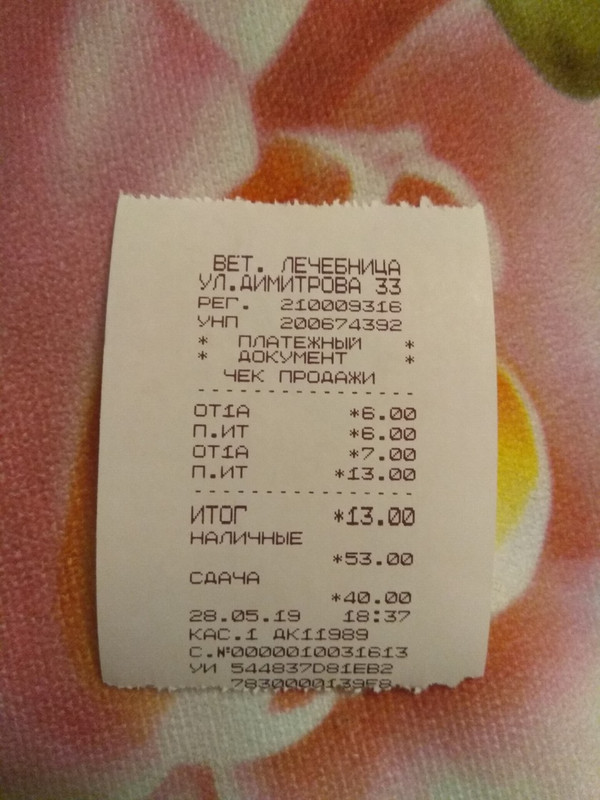 ВЕТ. ЛЕЧЕБНИЦА
УЛ.ДИМИТРОВА 33
РЕГ. 210009316
УНП 200674392
* ПЛАТЕЖНЫЙ *
* ДОКУМЕНТ *
ЧЕК ПРОДАЖИ
ОТ1А *6.00
П.ИТ *6.00
ОТ1А *7.00
П.ИТ *13.00
ИТОГ *13.00
НАЛИЧНЫЕ
*53.00
СДАЧА
*40.00
28.05.19 18:37
КАС.1 ДК11989
С.№0000010031613
УИ 544837D81EB2
7830000139E8